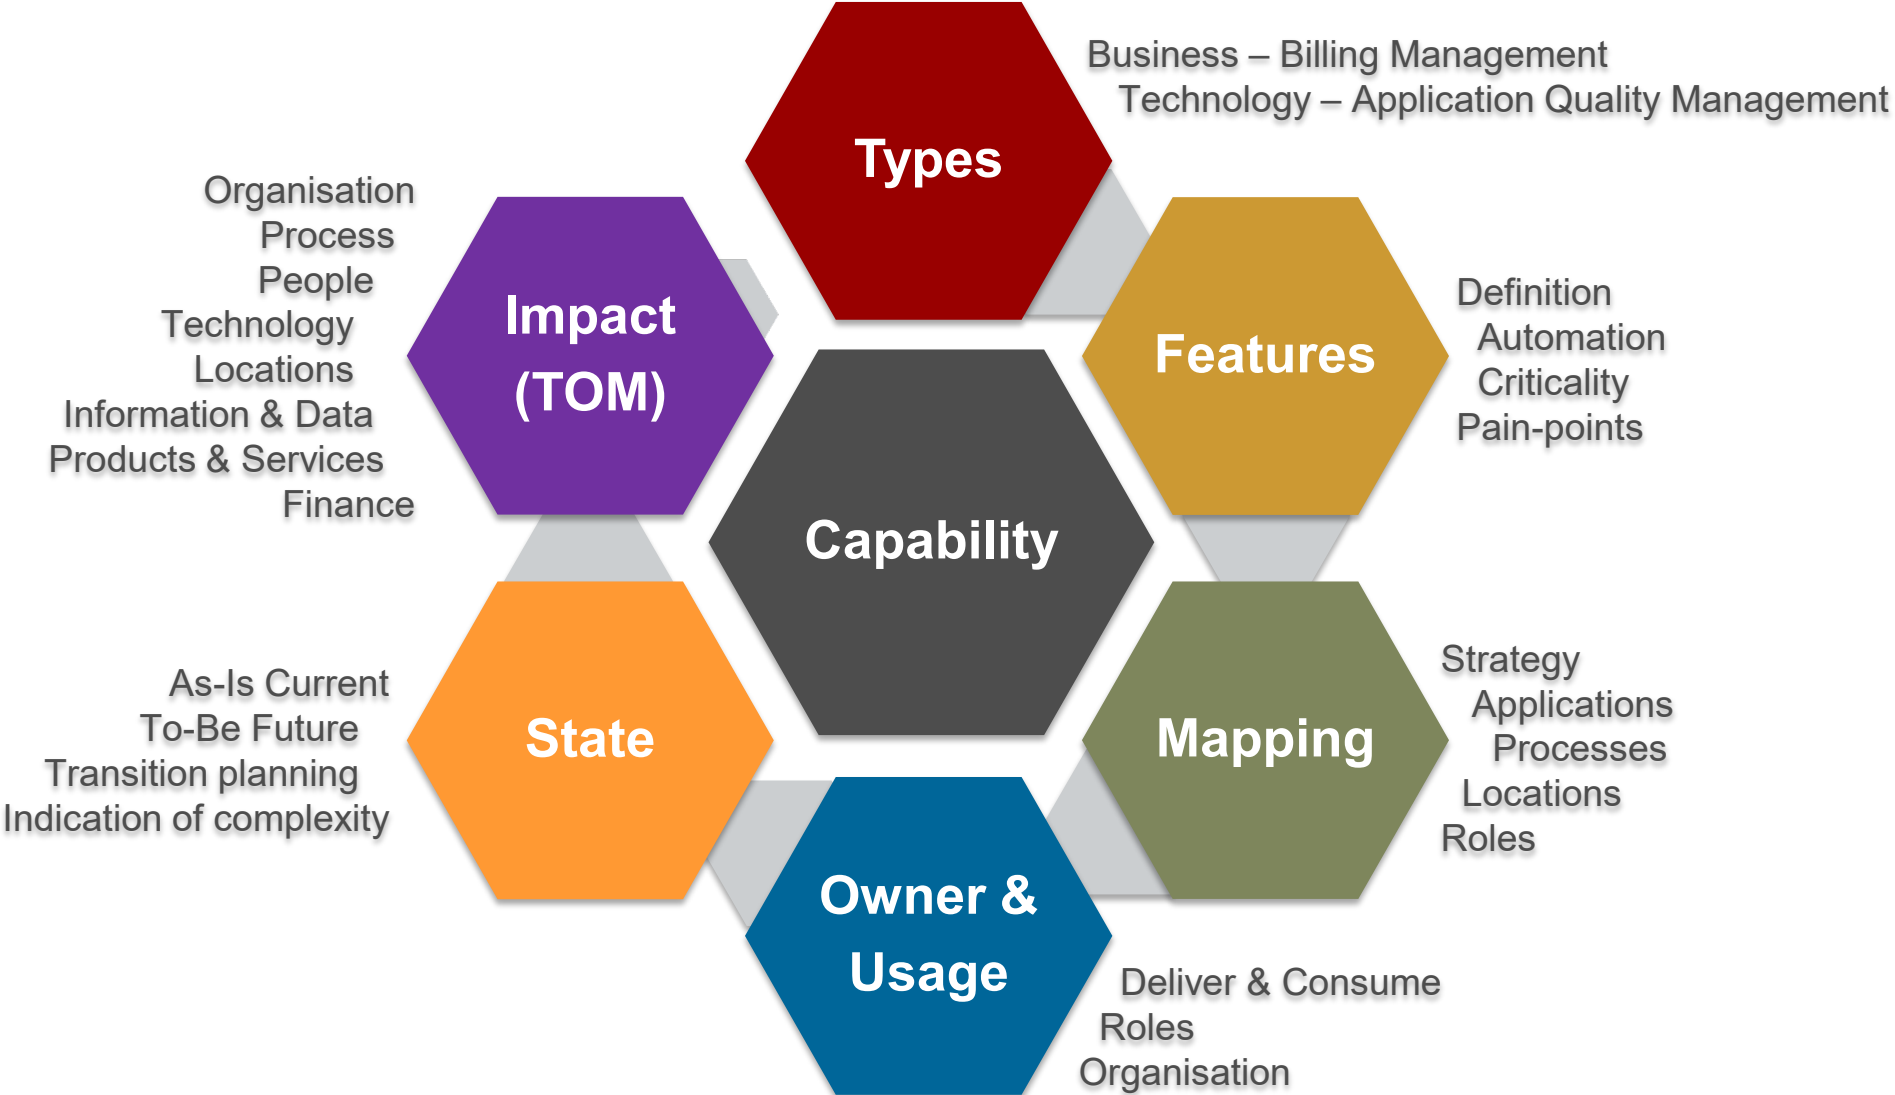 Types
Business – Billing Management
Technology – Application Quality Management
Features
Definition
Automation
Criticality
Pain-points
Mapping
Strategy
Applications
Processes
Locations
Roles
Owner &
Usage
Deliver & Consume
Roles
Organisation
State
As-Is Current
To-Be Future
Transition planning
Indication of complexity
Impact
(TOM)
Organisation
Process
People
Technology
Locations
Information & Data
Products & Services
Finance
Capability